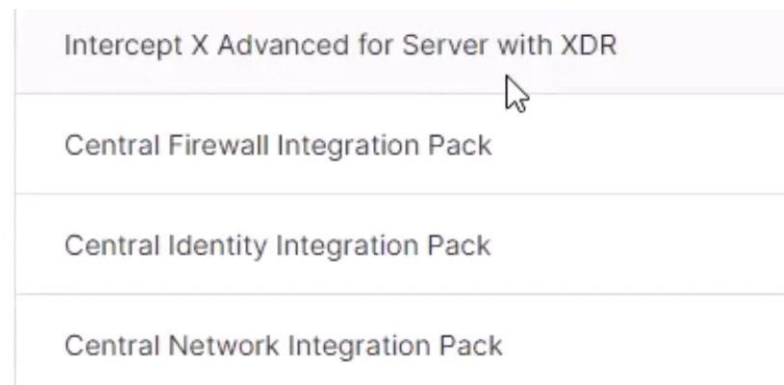 Intercept X Advanced for Server with XDR
Central Firewall Integration Pack
Central Identity Integration Pack
Central Network Integration Pack